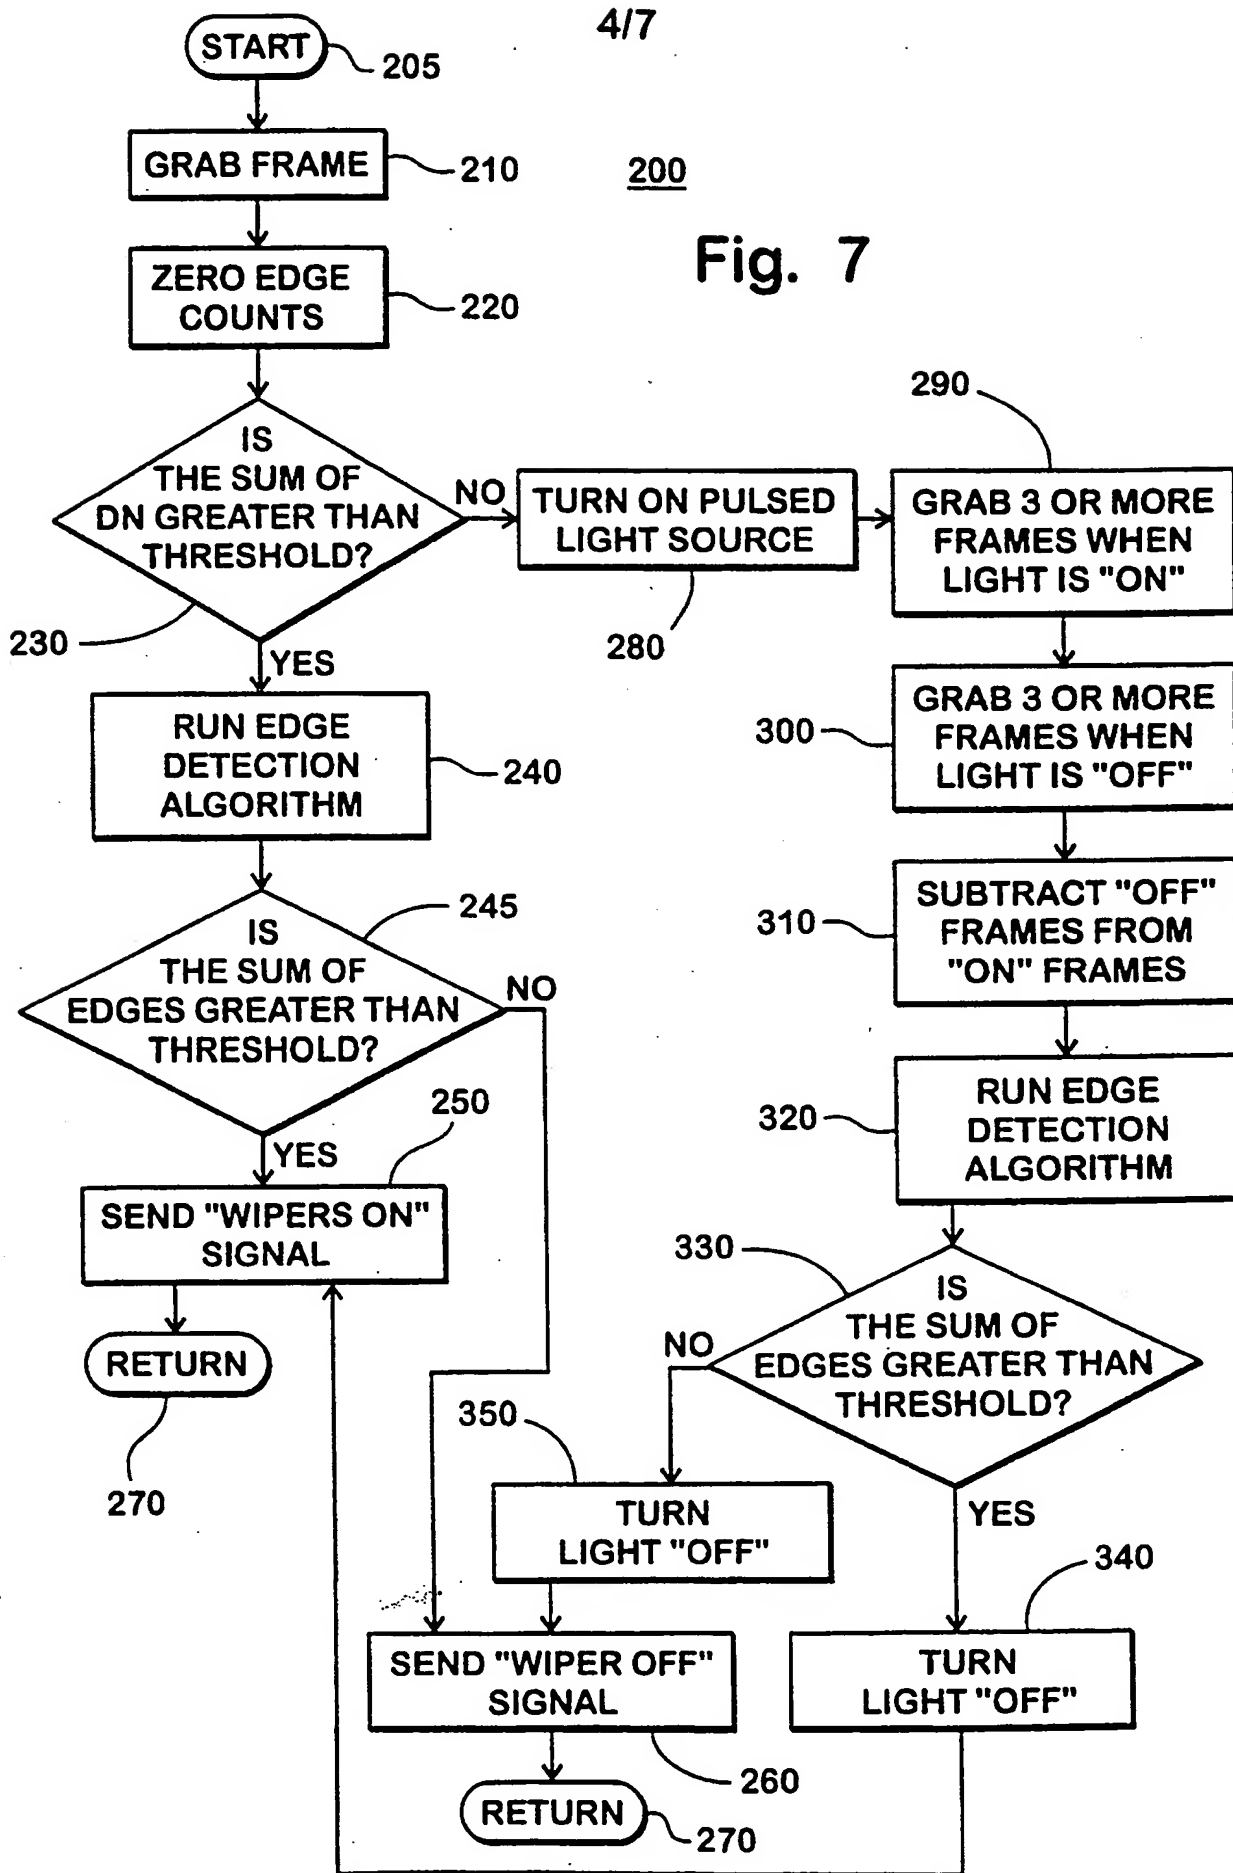 4/7
START
205
GRAB FRAME
210
200
Fig. 7
ZERO EDGE
COUNTS
220
IS
THE SUM OF
DN GREATER THAN
THRESHOLD?
230
NO
YES
TURN ON PULSED
LIGHT SOURCE
280
290
GRAB 3 OR MORE
FRAMES WHEN
LIGHT IS "ON"
RUN EDGE
DETECTION
ALGORITHM
240
300
GRAB 3 OR MORE
FRAMES WHEN
LIGHT IS "OFF"
245
IS
THE SUM OF
EDGES GREATER THAN
THRESHOLD?
NO
YES
310
SUBTRACT "OFF"
FRAMES FROM
"ON" FRAMES
250
SEND "WIPERS ON"
SIGNAL
RETURN
270
320
RUN EDGE
DETECTION
ALGORITHM
330
IS
THE SUM OF
EDGES GREATER THAN
THRESHOLD?
NO
YES
350
TURN
LIGHT "OFF"
340
TURN
LIGHT "OFF"
SEND "WIPER OFF"
SIGNAL
260
RETURN
270